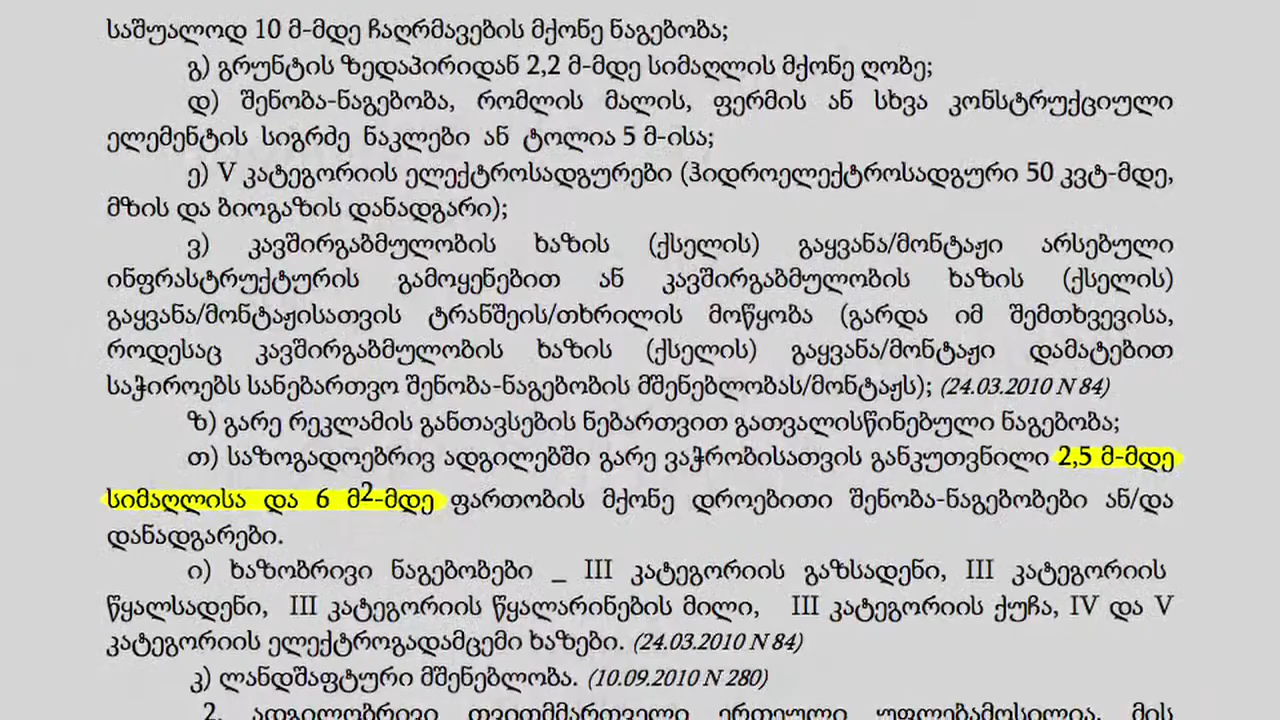 საშუალოდ 10 მ-მდე ჩაღრმავების მქონე ნაგებობა;
გ) გრუნტის ზედაპირიდან 2,2 მ-მდე სიმაღლის მქონე ღობე;
დ) შენობა-ნაგებობა, რომლის მალის, ფერმის ან სხვა კონსტრუქციული
ელემენტის სიგრძე ნაკლები ან ტოლია 5 მ-ისა;
ე) V კატეგორიის ელექტროსადგურები (ჰიდროელექტროსადგური 50 კვტ-მდე,
მზის და ბიოგაზის დანადგარი);
ვ) კავშირგაბმულობის ხაზის (ქსელის) გაყვანა/მონტაჟი არსებული
ინფრასტრუქტურის გამოყენებით ან კავშირგაბმულობის ხაზის (ქსელის)
გაყვანა/მონტაჟისათვის ტრანშეის/თხრილის მოწყობა (გარდა იმ შემთხვევისა,
როდესაც კავშირგაბმულობის ხაზის (ქსელის) გაყვანა/მონტაჟი დამატებით
საჭიროებს სანებართვო შენობა-ნაგებობის მშენებლობას/მონტაჟს); (24.03.2010 N 84)
ზ) გარე რეკლამის განთავსების ნებართვით გათვალისწინებული ნაგებობა;
თ) საზოგადოებრივ ადგილებში გარე ვაჭრობისათვის განკუთვნილი 2,5 მ-მდე
სიმაღლისა და 6 მ²-მდე ფართობის მქონე დროებითი შენობა-ნაგებობები ან/და
დანადგარები.
ი) ხაზობრივი ნაგებობები _ III კატეგორიის გაზსადენი, III კატეგორიის
წყალსადენი, III კატეგორიის წყალარინების მილი, III კატეგორიის ქუჩა, IV და V
კატეგორიის ელექტროგადამცემი ხაზები. (24.03.2010 N 84)
კ) ლანდშაფტური მშენებლობა. (10.09.2010 N 280)
2. ადგილობრივი თვითმმართველი ერთეული უფლებამოსილია, მის